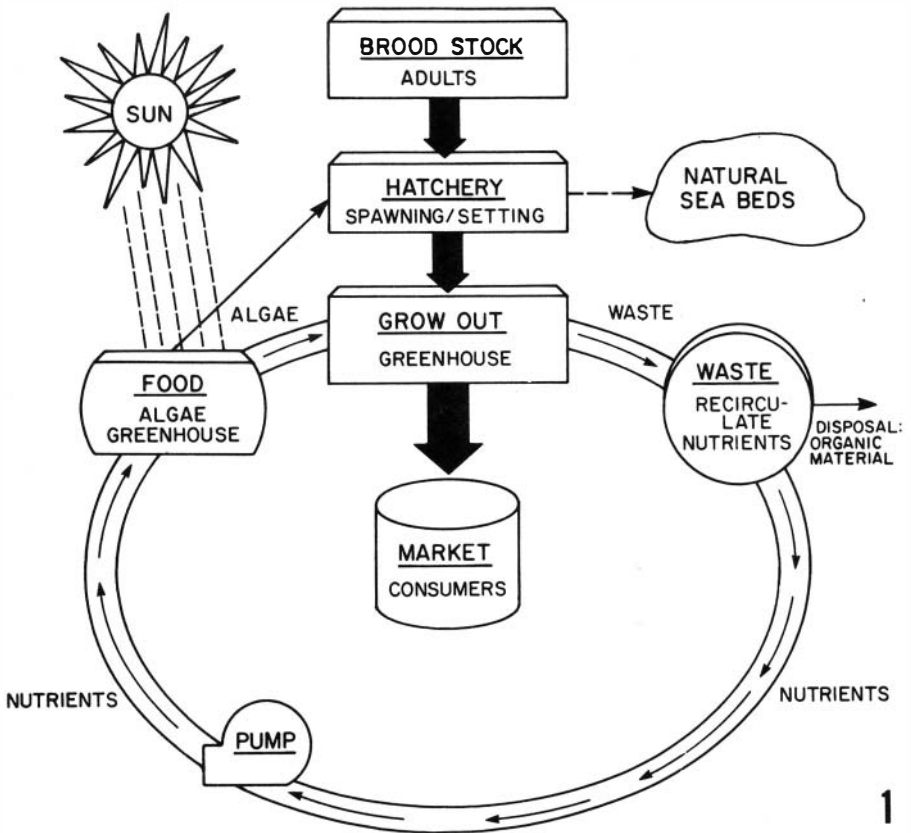 BROOD STOCK
ADULTS
SUN
HATCHERY
SPAWNING/SETTING
NATURAL
SEA BEDS
ALGAE
GROW OUT
GREENHOUSE
WASTE
FOOD
ALGAE
GREENHOUSE
WASTE
RECIRCU-
LATE
NUTRIENTS
DISPOSAL:
ORGANIC
MATERIAL
MARKET
CONSUMERS
NUTRIENTS
NUTRIENTS
PUMP
1